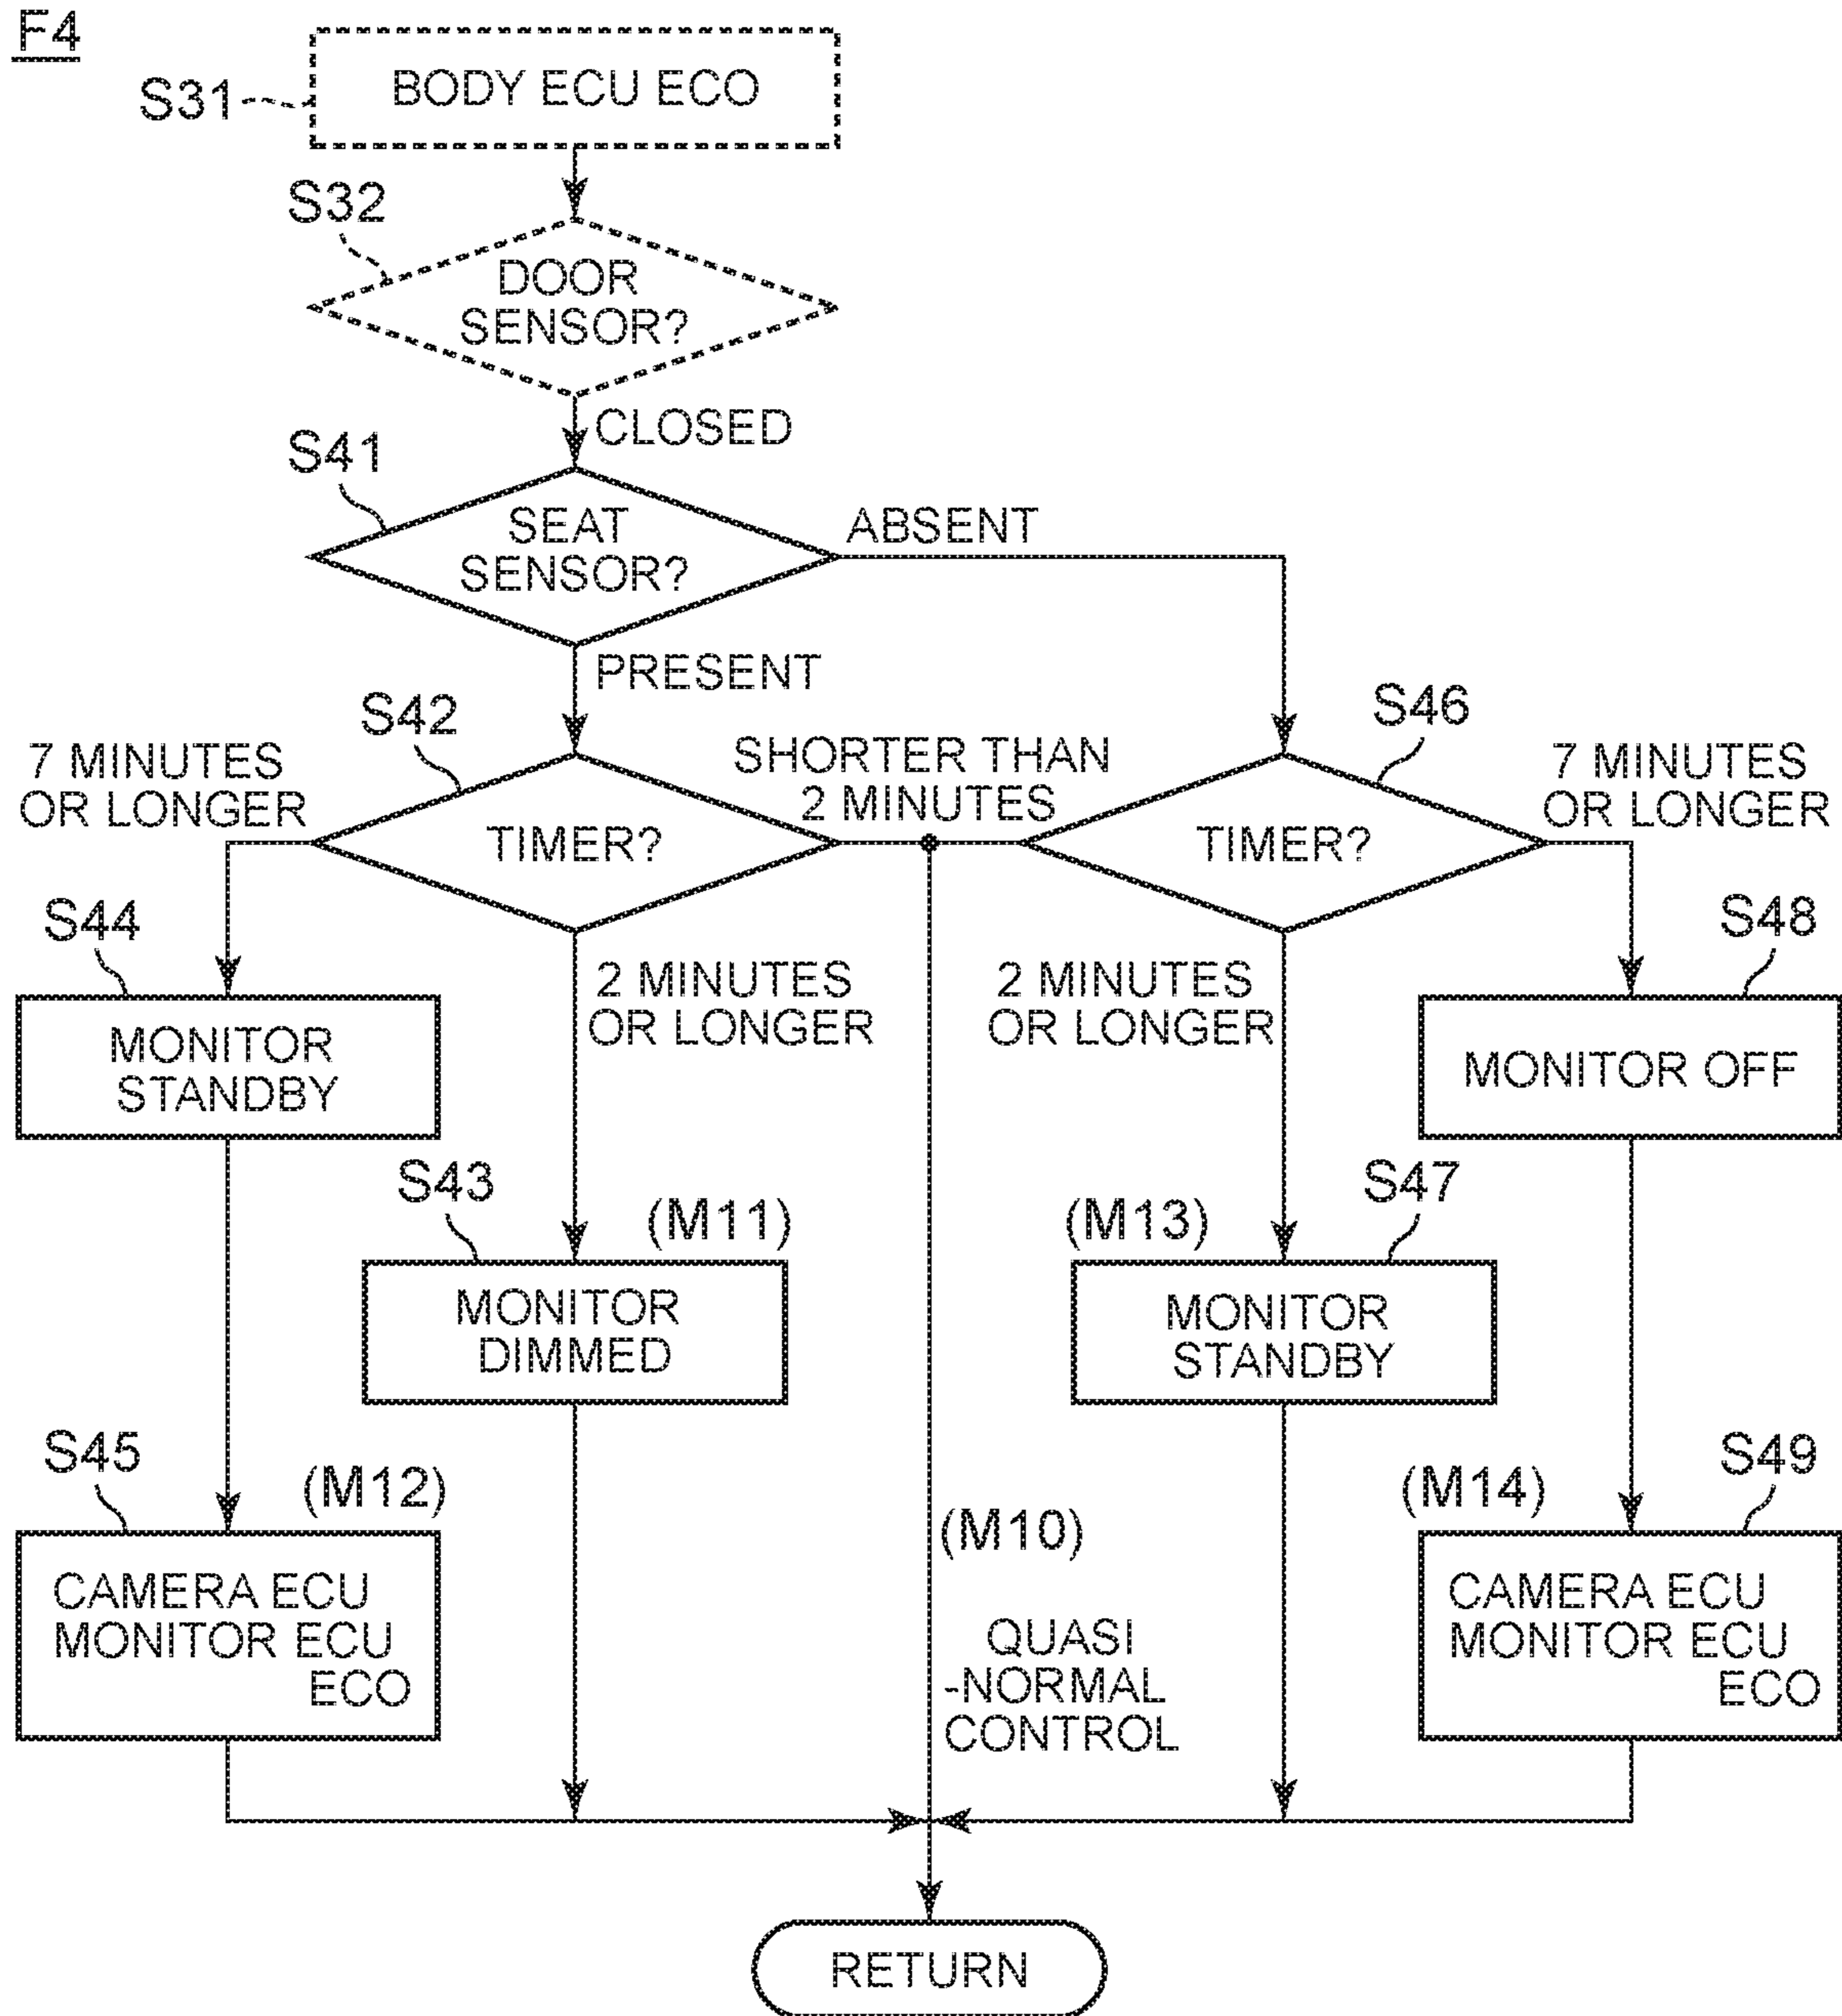 F4
S31
BODY ECU ECO
S32
DOOR
SENSOR?
CLOSED
S41
SEAT
SENSOR?
ABSENT
PRESENT
S42
S46
7 MINUTES
OR LONGER
SHORTER THAN
2 MINUTES
7 MINUTES
OR LONGER
TIMER?
TIMER?
S44
S48
2 MINUTES
OR LONGER
2 MINUTES
OR LONGER
MONITOR
STANDBY
MONITOR OFF
S43
(M11)
(M13)
S47
MONITOR
DIMMED
MONITOR
STANDBY
S45
(M12)
(M10)
(M14)
S49
CAMERA ECU
MONITOR ECU
ECO
QUASI
-NORMAL
CONTROL
CAMERA ECU
MONITOR ECU
ECO
RETURN